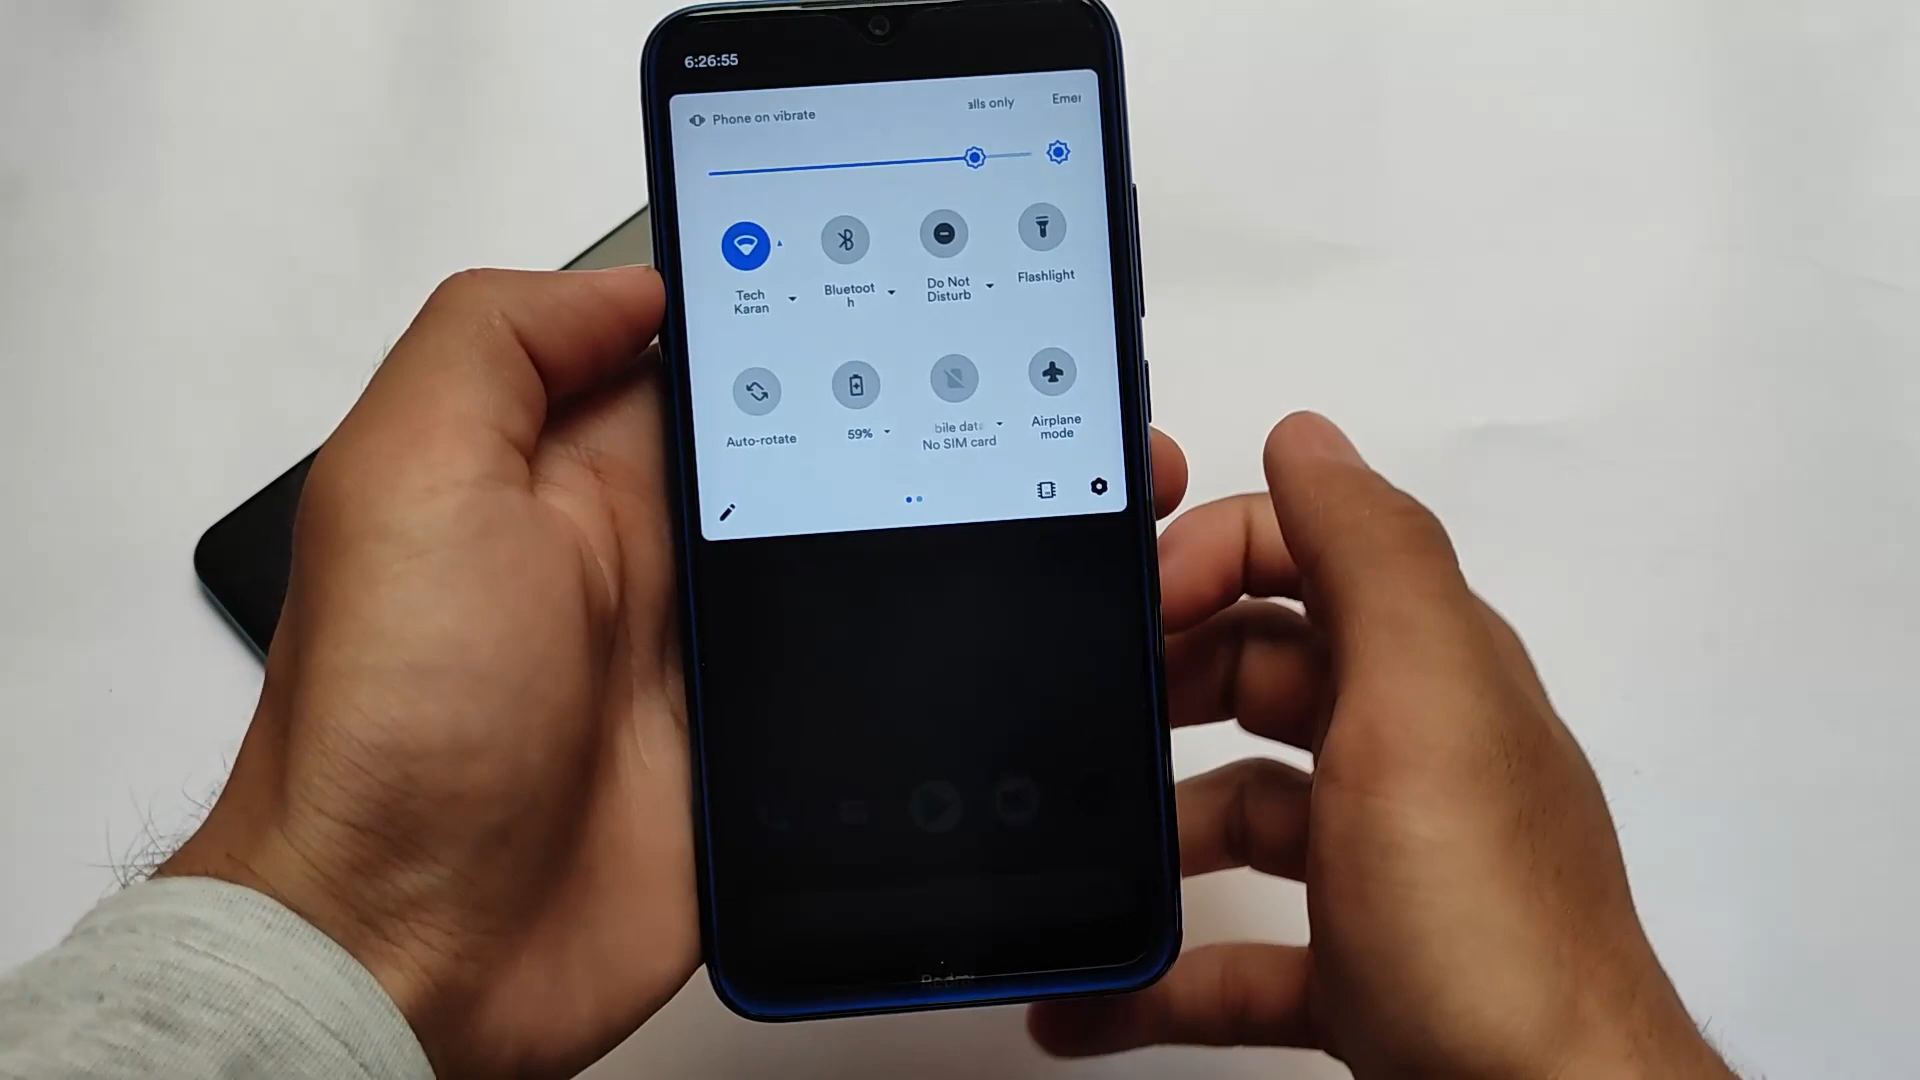 6:26:55
Phone on vibrate
alls only
Emer
Tech
Karan
Bluetoot
h
Do Not
Disturb
Flashlight
Auto-rotate
59%
bile data
No SIM card
Airplane
mode
Redmi